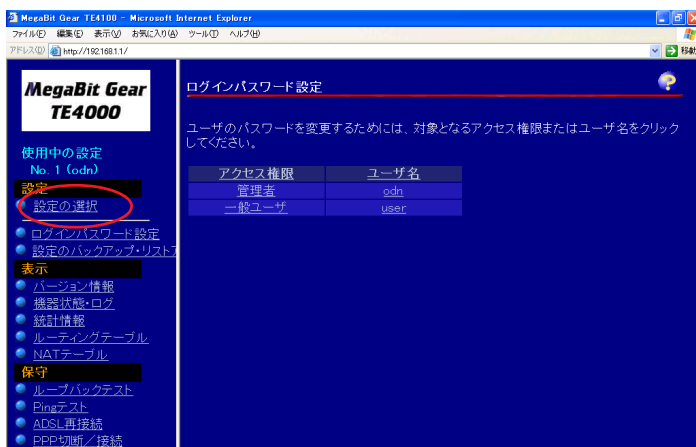 MegaBit Gear TE4100 - Microsoft Internet Explorer
ファイル(F) 編集(E) 表示(V) お気に入り(A) ツール(T) ヘルプ(H)
アドレス(D) http://192.168.1.1/ 移動
MegaBit Gear
TE4000
使用中の設定
No. 1 (odn)
設定
設定の選択
ログインパスワード設定
設定のバックアップ・リストア
表示
バージョン情報
機器状態・ログ
統計情報
ルーティングテーブル
NATテーブル
保守
ループバックテスト
Pingテスト
ADSL再接続
PPP切断／接続
ログインパスワード設定
ユーザのパスワードを変更するためには、対象となるアクセス権限またはユーザ名をクリック
してください。
アクセス権限 ユーザ名
管理者 odn
一般ユーザ user